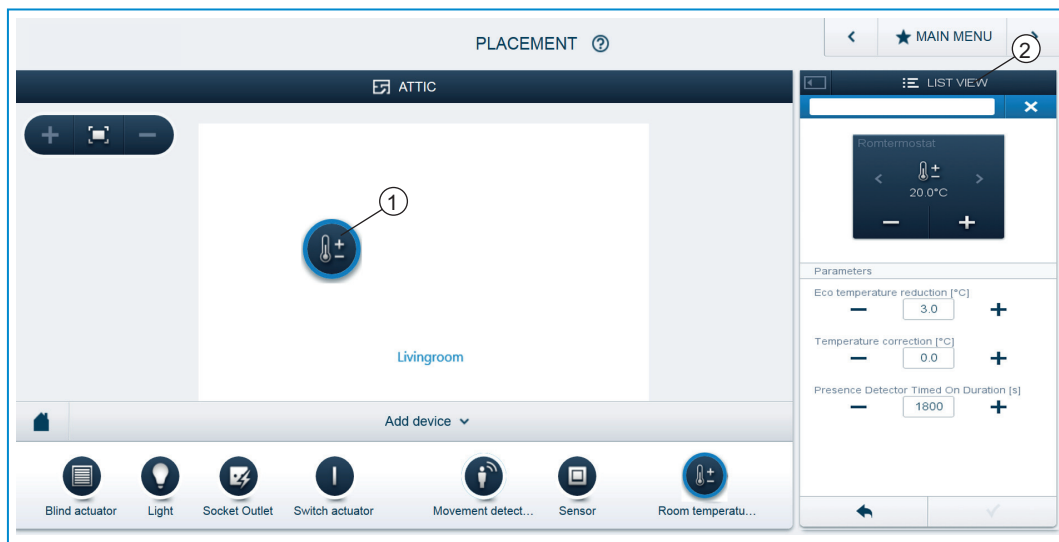 PLACEMENT ?
MAIN MENU
2
ATTIC
LIST VIEW
Romtermostat
20.0°C
1
Livingroom
Parameters
Eco temperature reduction [°C]
3.0
Temperature correction [°C]
0.0
Presence Detector Timed On Duration [s]
1800
Add device
Blind actuator
Light
Socket Outlet
Switch actuator
Movement detect...
Sensor
Room temperatu...